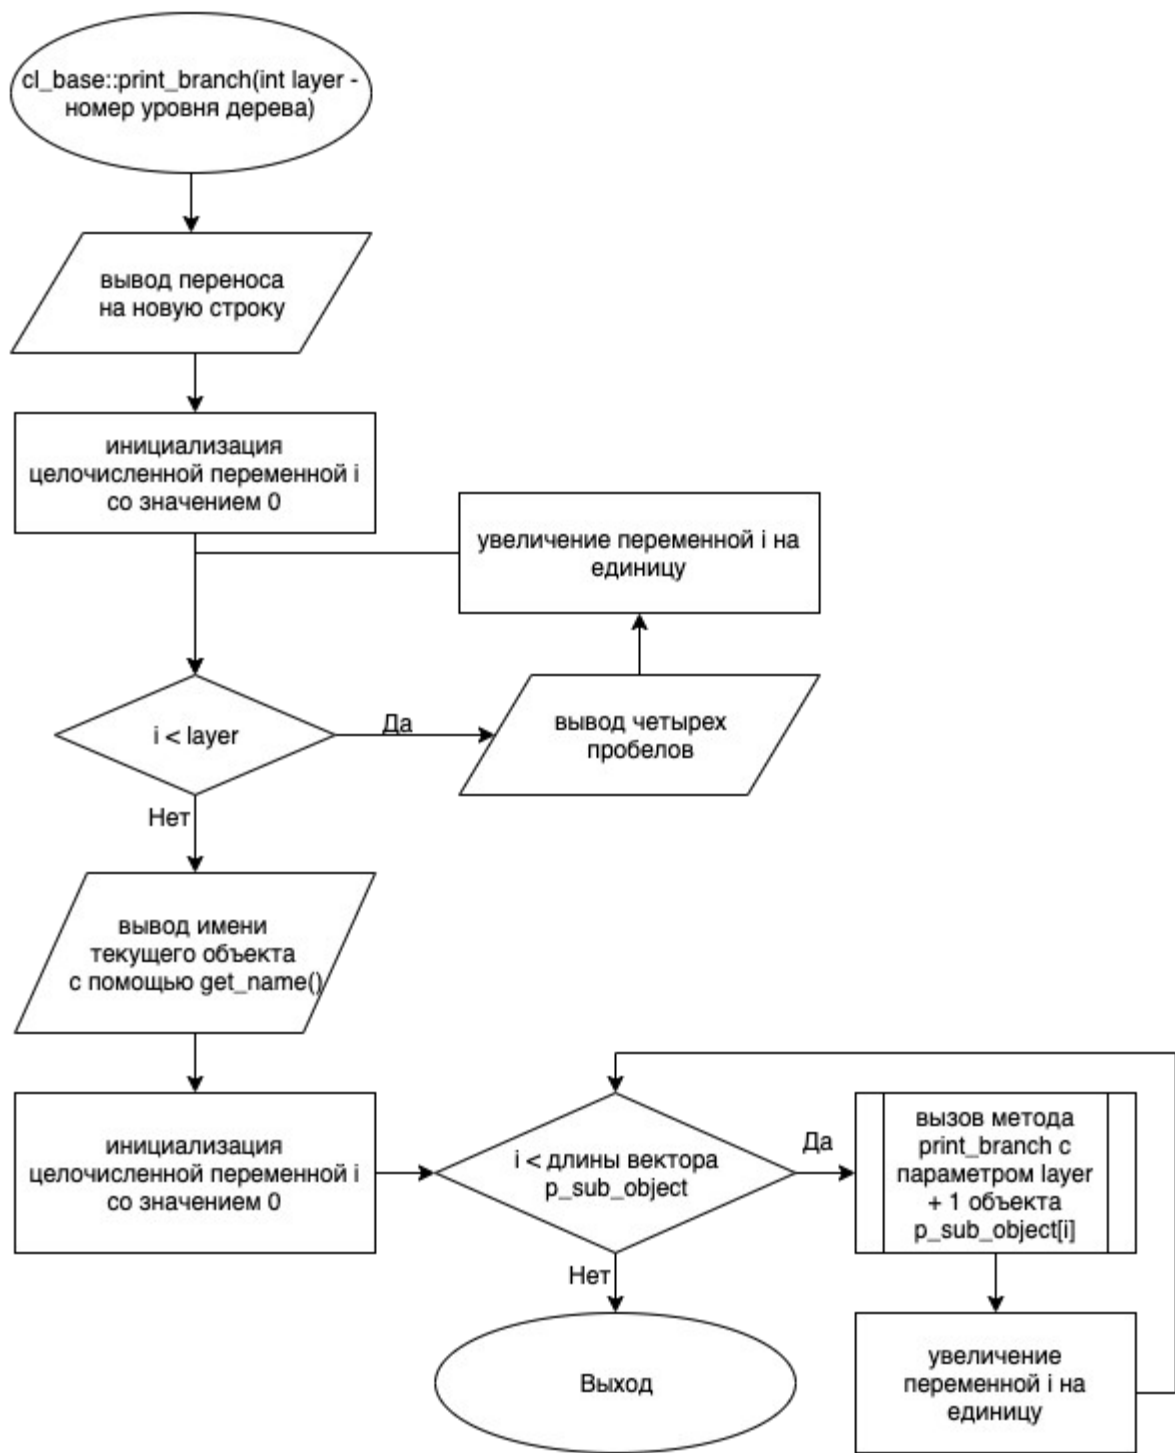 cl_base::print_branch(int layer -
номер уровня дерева)
вывод переноса
на новую строку
инициализация
целочисленной переменной i
со значением 0
увеличение переменной i на
единицу
i < layer
Да
вывод четырех
пробелов
Нет
вывод имени
текущего объекта
с помощью get_name()
инициализация
целочисленной переменной i
со значением 0
i < длины вектора
p_sub_object
Да
вызов метода
print_branch с
параметром layer
+ 1 объекта
p_sub_object[i]
Нет
Выход
увеличение
переменной i на
единицу